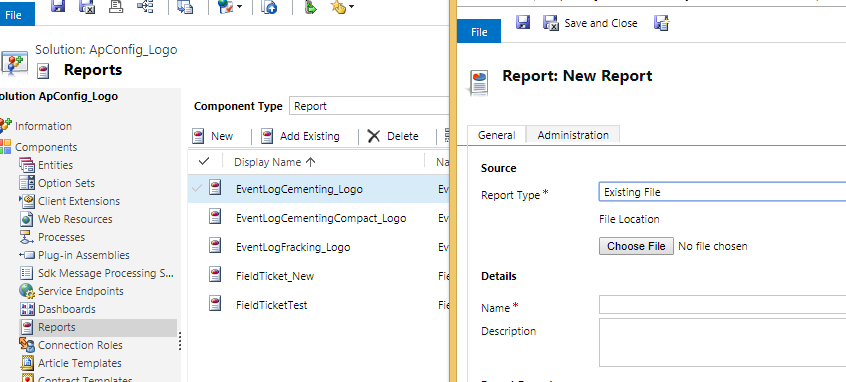 File
Solution: ApConfig_Logo
Reports
Solution ApConfig_Logo
Information
Components
Entities
Option Sets
Client Extensions
Web Resources
Processes
Plug-in Assemblies
Sdk Message Processing S...
Service Endpoints
Dashboards
Reports
Connection Roles
Article Templates
Contract Templates
Component Type Report
New Add Existing Delete
Display Name Na
EventLogCementing_Logo Ev
EventLogCementingCompact_Logo Ev
EventLogFracking_Logo Ev
FieldTicket_New Fie
FieldTicketTest Fie
File
Save and Close
Report: New Report
General Administration
Source
Report Type * Existing File
File Location
Choose File No file chosen
Details
Name *
Description